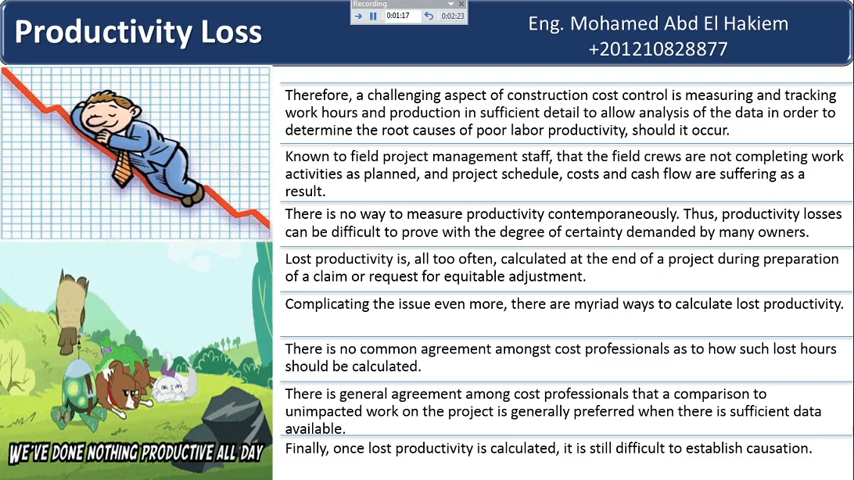 Recording
0:01:17
0:02:23
Productivity Loss
Eng. Mohamed Abd El Hakiem
+201210828877
Therefore, a challenging aspect of construction cost control is measuring and tracking
work hours and production in sufficient detail to allow analysis of the data in order to
determine the root causes of poor labor productivity, should it occur.
Known to field project management staff, that the field crews are not completing work
activities as planned, and project schedule, costs and cash flow are suffering as a
result.
There is no way to measure productivity contemporaneously. Thus, productivity losses
can be difficult to prove with the degree of certainty demanded by many owners.
Lost productivity is, all too often, calculated at the end of a project during preparation
of a claim or request for equitable adjustment.
Complicating the issue even more, there are myriad ways to calculate lost productivity.
There is no common agreement amongst cost professionals as to how such lost hours
should be calculated.
There is general agreement among cost professionals that a comparison to
unimpacted work on the project is generally preferred when there is sufficient data
available.
Finally, once lost productivity is calculated, it is still difficult to establish causation.
WE'VE DONE NOTHING PRODUCTIVE ALL DAY